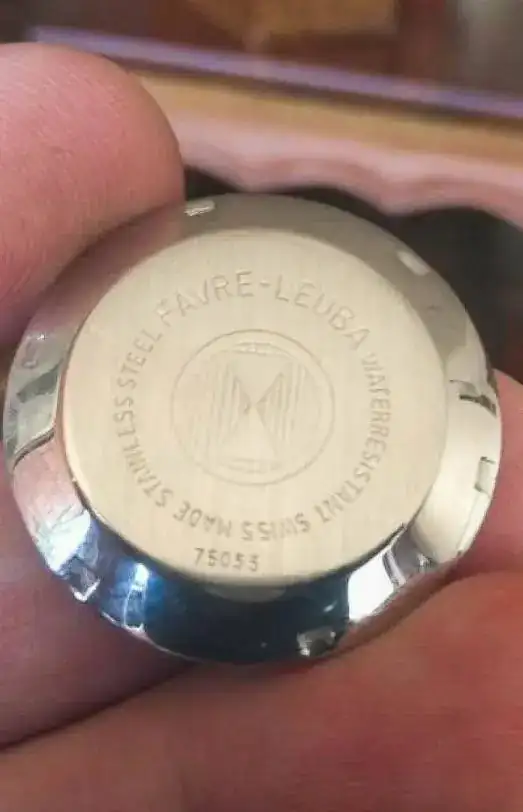 FAVRE-LEUBA
WATERRESISTANT SWISS MADE STAINLESS STEEL
75053